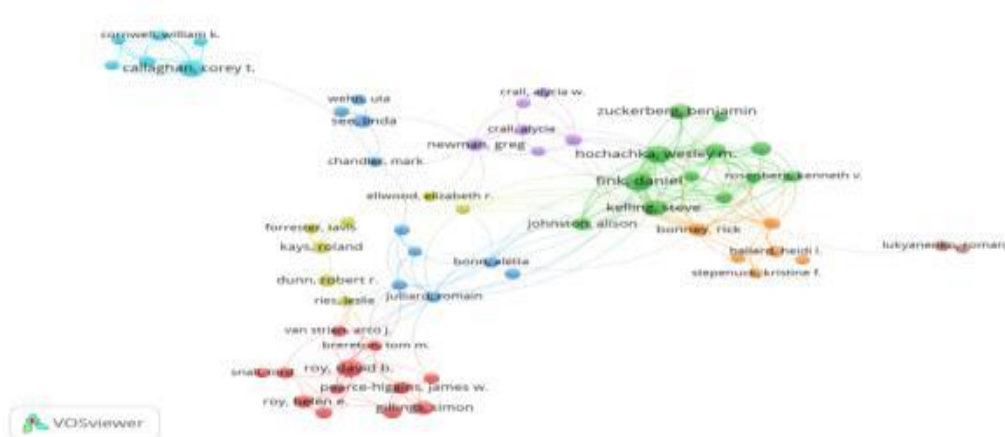 cornwell, william k.
callaghan, corey t.
wehn, uta
see, linda
chandler, mark
crall, alycia w.
crall, alycia
newman, greg
zuckerberg, benjamin
hochachka, wesley m.
fink, daniel
rosenberg, kenneth v.
kelling, steve
johnston, alison
bonney, rick
ballard, heidi l.
stepenuck, kristine f.
lukyanenko, roman
ellwood, elizabeth r.
forrester, tavis
kays, roland
bonn, aletta
dunn, robert r.
ries, leslie
julliard, romain
van strien, arco j.
brereton, tom m.
roy, david b.
snall, tord
pearce-higgins, james w.
roy, helen e.
gillings, simon
VOSviewer